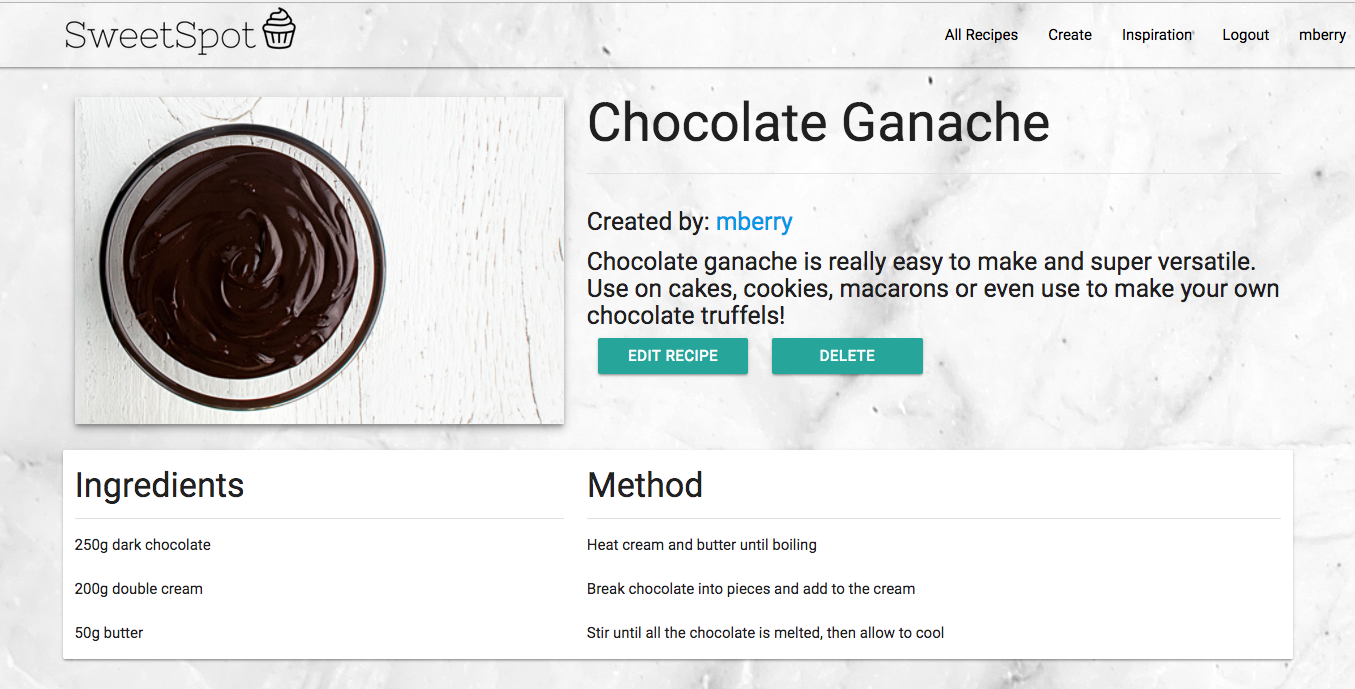 SweetSpot
All Recipes Create Inspiration Logout mberry
Chocolate Ganache
Created by: mberry
Chocolate ganache is really easy to make and super versatile.
Use on cakes, cookies, macarons or even use to make your own
chocolate truffels!
EDIT RECIPE DELETE
Ingredients
250g dark chocolate
200g double cream
50g butter
Method
Heat cream and butter until boiling
Break chocolate into pieces and add to the cream
Stir until all the chocolate is melted, then allow to cool